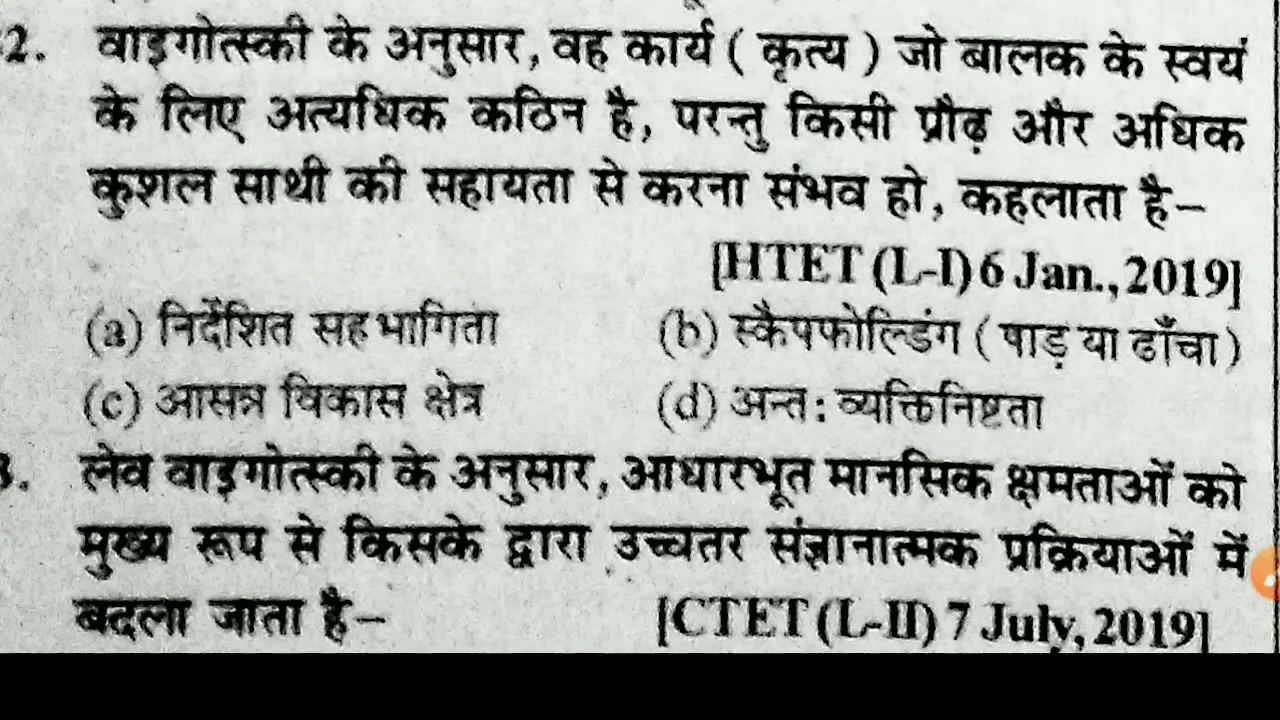 2. वाइगोत्स्की के अनुसार, वह कार्य ( कृत्य ) जो बालक के स्वयं
के लिए अत्यधिक कठिन है, परन्तु किसी प्रौढ़ और अधिक
कुशल साथी की सहायता से करना संभव हो, कहलाता है–
[HTET (L-I) 6 Jan., 2019]
(a) निर्देशित सहभागिता (b) स्कैफफोल्डिंग ( षाड़ या ढाँचा )
(c) आसन्न विकास क्षेत्र (d) अन्त: व्यक्तिनिष्टता
3. लेव वाइगोत्स्की के अनुसार, आधारभूत मानसिक क्षमताओं को
मुख्य रूप से किसके द्वारा उच्चतर संज्ञानात्मक प्रक्रियाओं में
बदला जाता है– [CTET (L-II) 7 July, 2019]